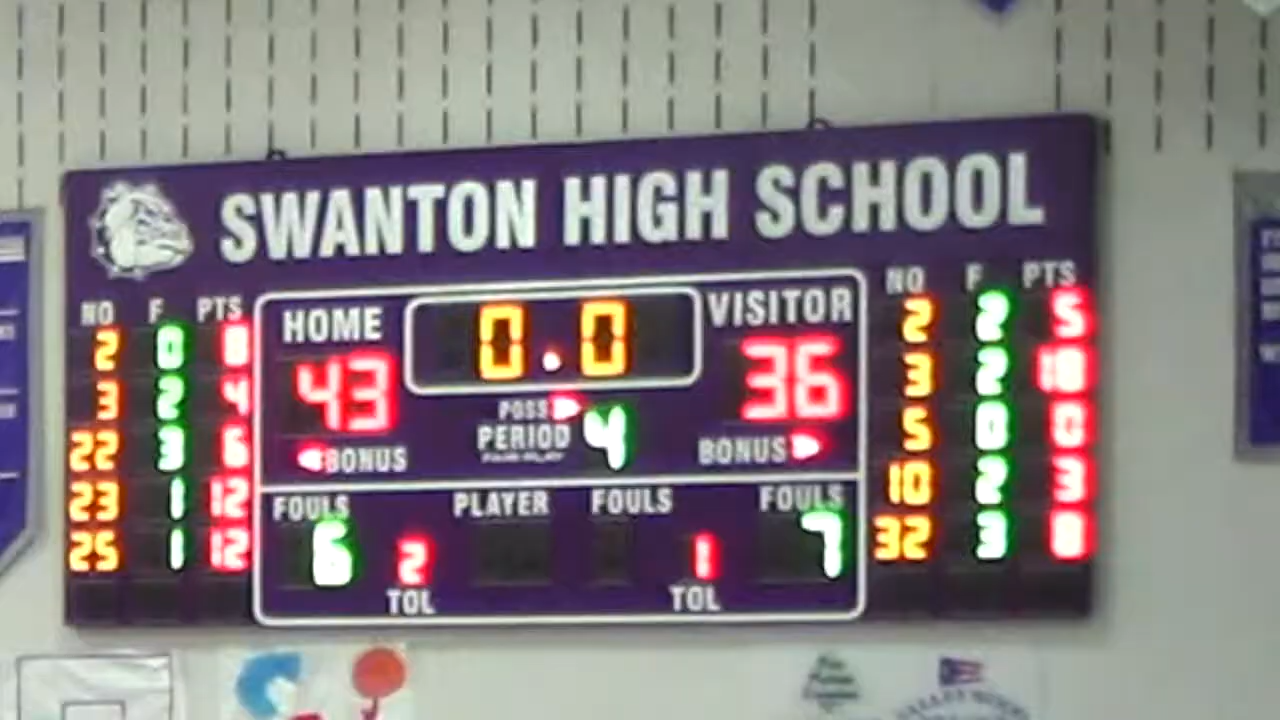 SWANTON HIGH SCHOOL
NO F PTS
2 0 8
3 2 4
22 3 6
23 1 12
25 1 12
HOME
43
BONUS
0.0
POSS
PERIOD 4
VISITOR
36
BONUS
FOULS
6
2
TOL
PLAYER FOULS
FOULS
7
1
TOL
NO F PTS
2 2 5
3 2 18
5 0 0
10 2 3
32 3 8